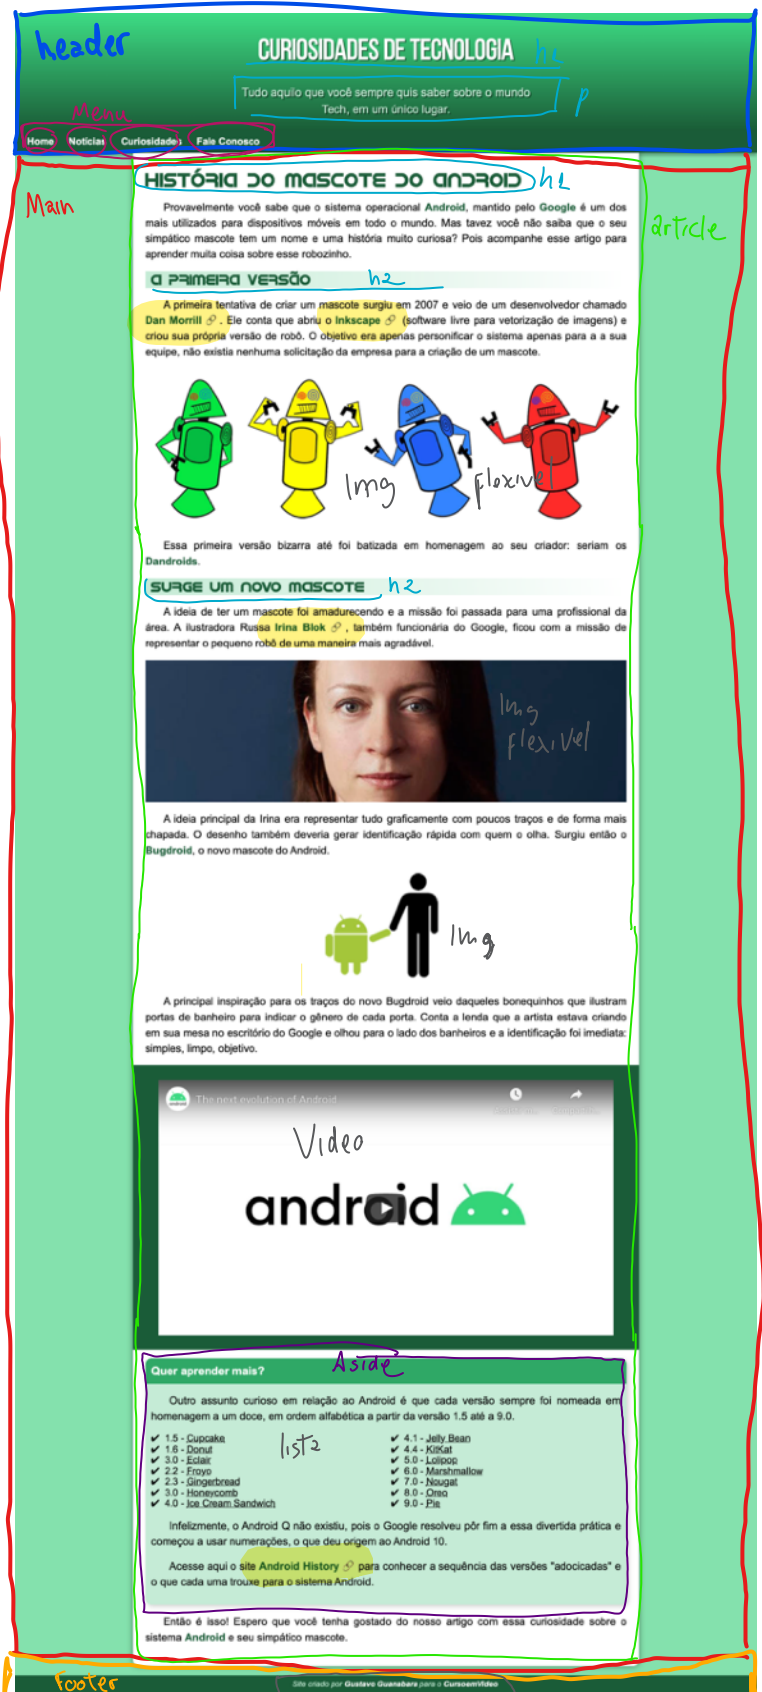 header
CURIOSIDADES DE TECNOLOGIA h1
Tudo aquilo que você sempre quis saber sobre o mundo
Tech, em um único lugar. p
Menu
Home Notícias Curiosidades Fale Conosco
Main
HISTÓRIA DO MASCOTE DO ANDROID h1
article
Provavelmente você sabe que o sistema operacional Android, mantido pelo Google é um dos
mais utilizados para dispositivos móveis em todo o mundo. Mas tavez você não saiba que o seu
simpático mascote tem um nome e uma história muito curiosa? Pois acompanhe esse artigo para
aprender muita coisa sobre esse robozinho.
A PRIMEIRA VERSÃO h2
A primeira tentativa de criar um mascote surgiu em 2007 e veio de um desenvolvedor chamado
Dan Morrill 🔗 . Ele conta que abriu o Inkscape 🔗 (software livre para vetorização de imagens) e
criou sua própria versão de robô. O objetivo era apenas personificar o sistema apenas para a a sua
equipe, não existia nenhuma solicitação da empresa para a criação de um mascote.
Img flexivel
Essa primeira versão bizarra até foi batizada em homenagem ao seu criador: seriam os
Dandroids.
SURGE UM NOVO MASCOTE h2
A ideia de ter um mascote foi amadurecendo e a missão foi passada para uma profissional da
área. A ilustradora Russa Irina Blok 🔗 , também funcionária do Google, ficou com a missão de
representar o pequeno robô de uma maneira mais agradável.
Img
flexivel
A ideia principal da Irina era representar tudo graficamente com poucos traços e de forma mais
chapada. O desenho também deveria gerar identificação rápida com quem o olha. Surgiu então o
Bugdroid, o novo mascote do Android.
Img
A principal inspiração para os traços do novo Bugdroid veio daqueles bonequinhos que ilustram
portas de banheiro para indicar o gênero de cada porta. Conta a lenda que a artista estava criando
em sua mesa no escritório do Google e olhou para o lado dos banheiros e a identificação foi imediata:
simples, limpo, objetivo.
android The next evolution of Android
Video
android
Aside
Quer aprender mais?
Outro assunto curioso em relação ao Android é que cada versão sempre foi nomeada em
homenagem a um doce, em ordem alfabética a partir da versão 1.5 até a 9.0.
✔ 1.5 - Cupcake
✔ 1.6 - Donut
✔ 3.0 - Eclair
✔ 2.2 - Froyo
✔ 2.3 - Gingerbread
✔ 3.0 - Honeycomb
✔ 4.0 - Ice Cream Sandwich
lista
✔ 4.1 - Jelly Bean
✔ 4.4 - KitKat
✔ 5.0 - Lolipop
✔ 6.0 - Marshmallow
✔ 7.0 - Nougat
✔ 8.0 - Oreo
✔ 9.0 - Pie
Infelizmente, o Android Q não existiu, pois o Google resolveu pôr fim a essa divertida prática e
começou a usar numerações, o que deu origem ao Android 10.
Acesse aqui o site Android History 🔗 para conhecer a sequência das versões "adocicadas" e
o que cada uma trouxe para o sistema Android.
Então é isso! Espero que você tenha gostado do nosso artigo com essa curiosidade sobre o
sistema Android e seu simpático mascote.
Footer
Site criado por Gustavo Guanabara para o CursoemVideo